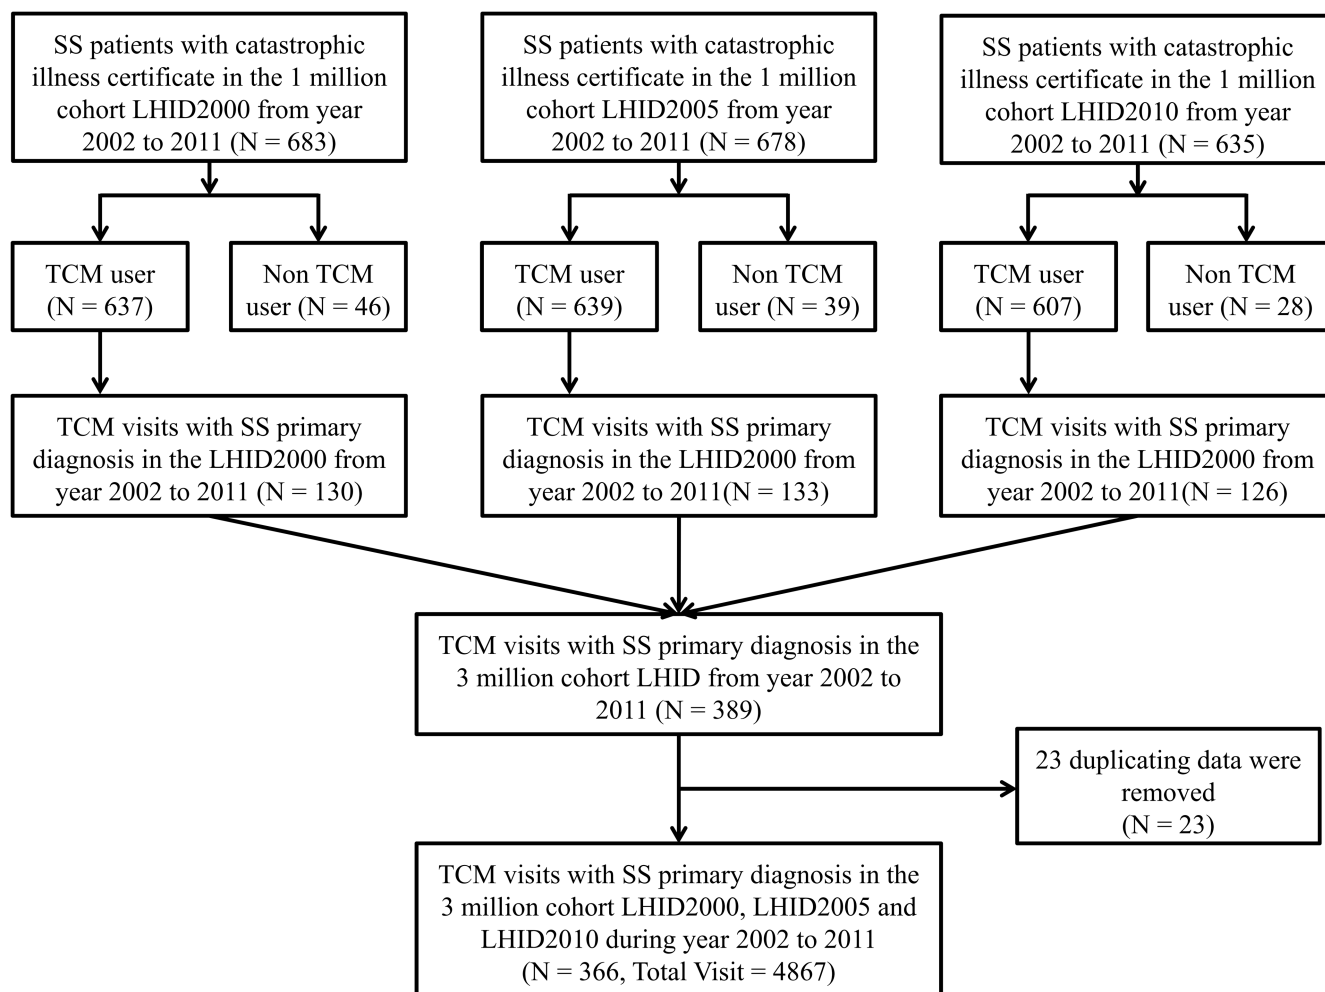 SS patients with catastrophic
illness certificate in the 1 million
cohort LHID2000 from year
2002 to 2011 (N = 683)
SS patients with catastrophic
illness certificate in the 1 million
cohort LHID2005 from year
2002 to 2011 (N = 678)
SS patients with catastrophic
illness certificate in the 1 million
cohort LHID2010 from year
2002 to 2011 (N = 635)
TCM user
(N = 637)
Non TCM
user (N = 46)
TCM user
(N = 639)
Non TCM
user (N = 39)
TCM user
(N = 607)
Non TCM
user (N = 28)
TCM visits with SS primary
diagnosis in the LHID2000 from
year 2002 to 2011 (N = 130)
TCM visits with SS primary
diagnosis in the LHID2000 from
year 2002 to 2011(N = 133)
TCM visits with SS primary
diagnosis in the LHID2000 from
year 2002 to 2011(N = 126)
TCM visits with SS primary diagnosis in the
3 million cohort LHID from year 2002 to
2011 (N = 389)
23 duplicating data were
removed
(N = 23)
TCM visits with SS primary diagnosis in the
3 million cohort LHID2000, LHID2005 and
LHID2010 during year 2002 to 2011
(N = 366, Total Visit = 4867)